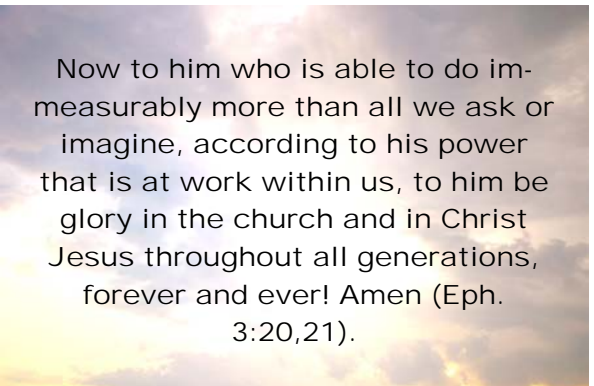 Now to him who is able to do im-
measurably more than all we ask or
imagine, according to his power
that is at work within us, to him be
glory in the church and in Christ
Jesus throughout all generations,
forever and ever! Amen (Eph.
3:20,21).